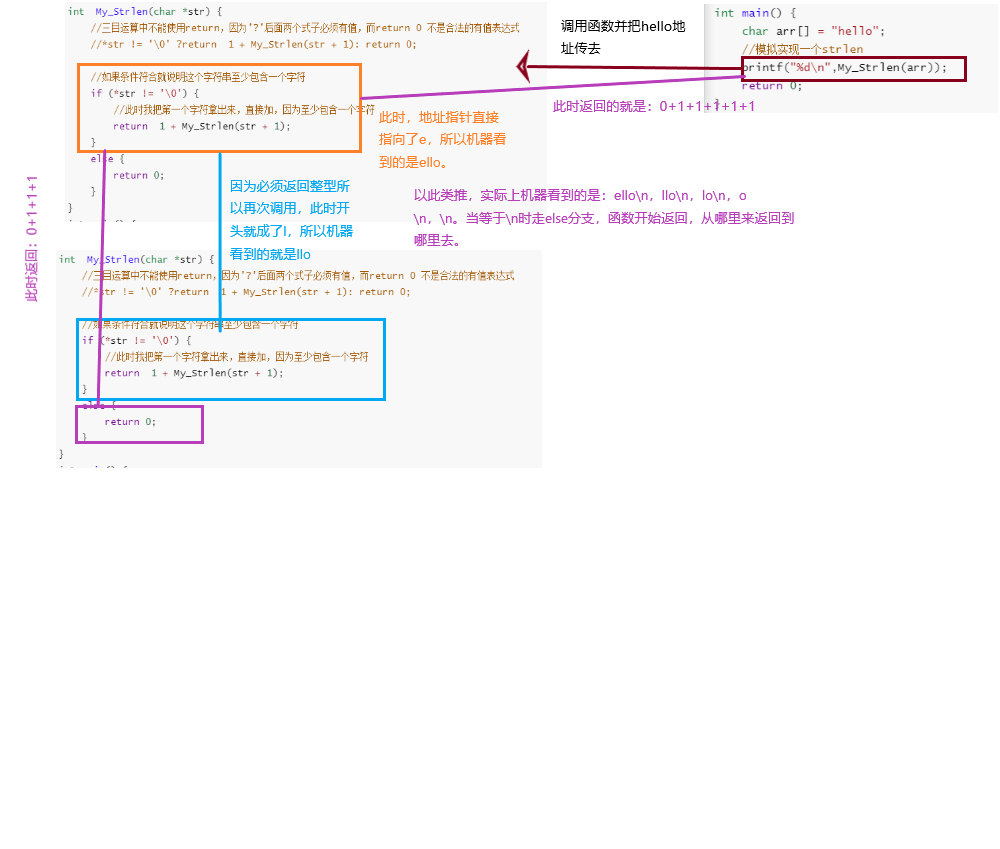 int My_Strlen(char *str) {
//三目运算中不能使用return，因为'?'后面两个式子必须有值，而return 0 不是合法的有值表达式
//*str != '\0' ?return 1 + My_Strlen(str + 1): return 0;
//如果条件符合就说明这个字符串至少包含一个字符
if (*str != '\0') {
//此时我把第一个字符拿出来，直接加，因为至少包含一个字符
return 1 + My_Strlen(str + 1);
}
else {
return 0;
}
}
调用函数并把hello地
址传去
int main() {
char arr[] = "hello";
//模拟实现一个strlen
printf("%d\n",My_Strlen(arr));
return 0;
}
此时返回的就是：0+1+1+1+1+1
此时，地址指针直接
指向了e，所以机器看
到的是ello。
因为必须返回整型所
以再次调用，此时开
头就成了l，所以机器
看到的就是llo
以此类推，实际上机器看到的是：ello\n，llo\n，lo\n，o
\n，\n。当等于\n时走else分支，函数开始返回，从哪里来返回到
哪里去。
此时返回：0+1+1+1
int My_Strlen(char *str) {
//三目运算中不能使用return，因为'?'后面两个式子必须有值，而return 0 不是合法的有值表达式
//*str != '\0' ?return 1 + My_Strlen(str + 1): return 0;
//如果条件符合就说明这个字符串至少包含一个字符
if (*str != '\0') {
//此时我把第一个字符拿出来，直接加，因为至少包含一个字符
return 1 + My_Strlen(str + 1);
}
else {
return 0;
}
}